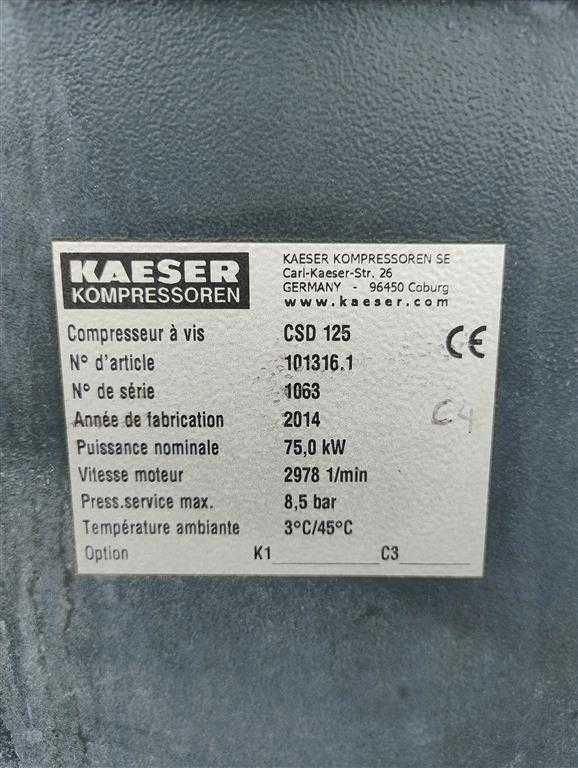 KAESER
KOMPRESSOREN
KAESER KOMPRESSOREN SE
Carl-Kaeser-Str. 26
GERMANY - 96450 Coburg
www.kaeser.com
Compresseur à vis CSD 125
CE
N° d'article 101316.1
N° de série 1063
Année de fabrication 2014
C4
Puissance nominale 75,0 kW
Vitesse moteur 2978 1/min
Press.service max. 8,5 bar
Température ambiante 3°C/45°C
Option K1__________ C3_______